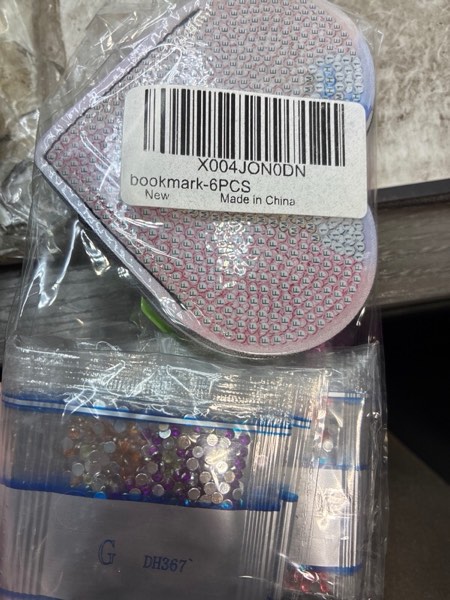 X004JON0DN
bookmark-6PCS
New Made in China
G DH367